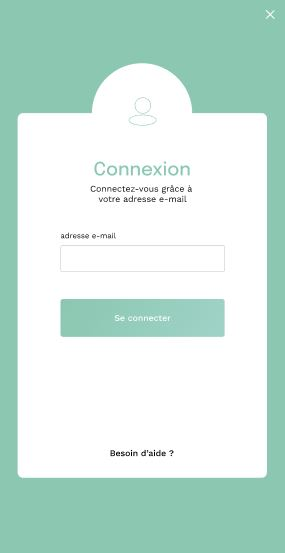 Connexion
Connectez-vous grâce à
votre adresse e-mail
adresse e-mail
Se connecter
Besoin d'aide ?